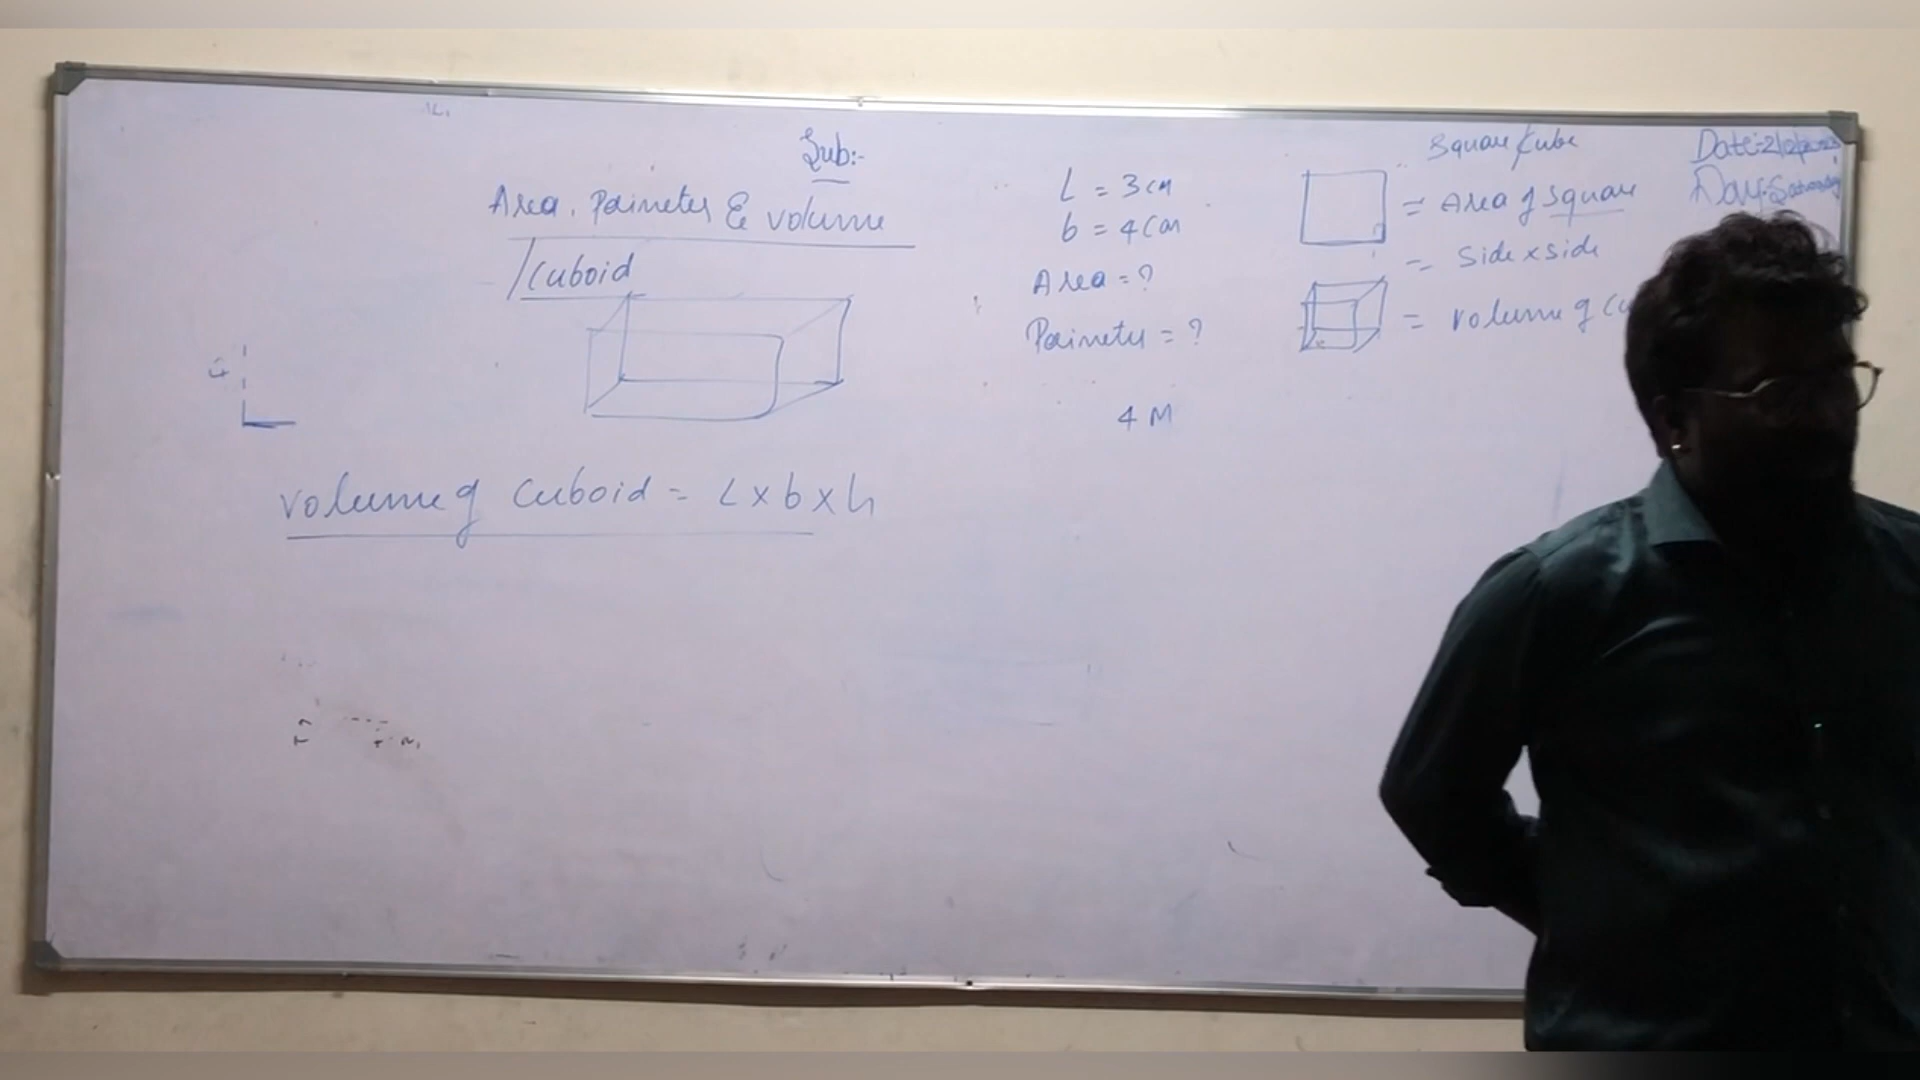 Sub:-
Area, Perimeter & volume
/cuboid
volume of cuboid = L x b x h
L = 3cm
b = 4cm
Area = ?
Perimeter = ?
4 M
Square/cube
= Area of square
= side x side
= volume of
Date:-
Day:- Saturday